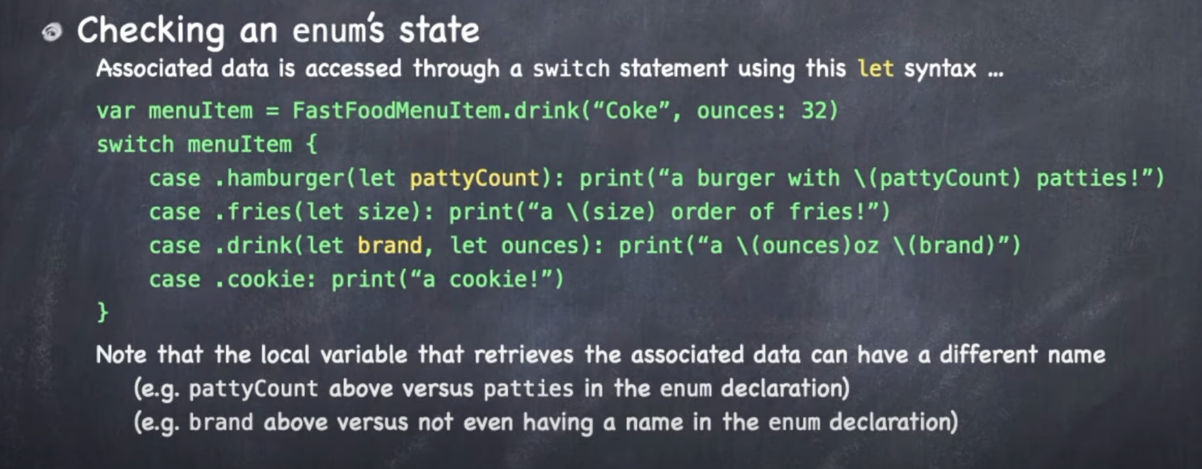 Checking an enum's state
Associated data is accessed through a switch statement using this let syntax ...
var menuItem = FastFoodMenuItem.drink(“Coke”, ounces: 32)
switch menuItem {
case .hamburger(let pattyCount): print(“a burger with \(pattyCount) patties!”)
case .fries(let size): print(“a \(size) order of fries!”)
case .drink(let brand, let ounces): print(“a \(ounces)oz \(brand)”)
case .cookie: print(“a cookie!”)
}
Note that the local variable that retrieves the associated data can have a different name
(e.g. pattyCount above versus patties in the enum declaration)
(e.g. brand above versus not even having a name in the enum declaration)